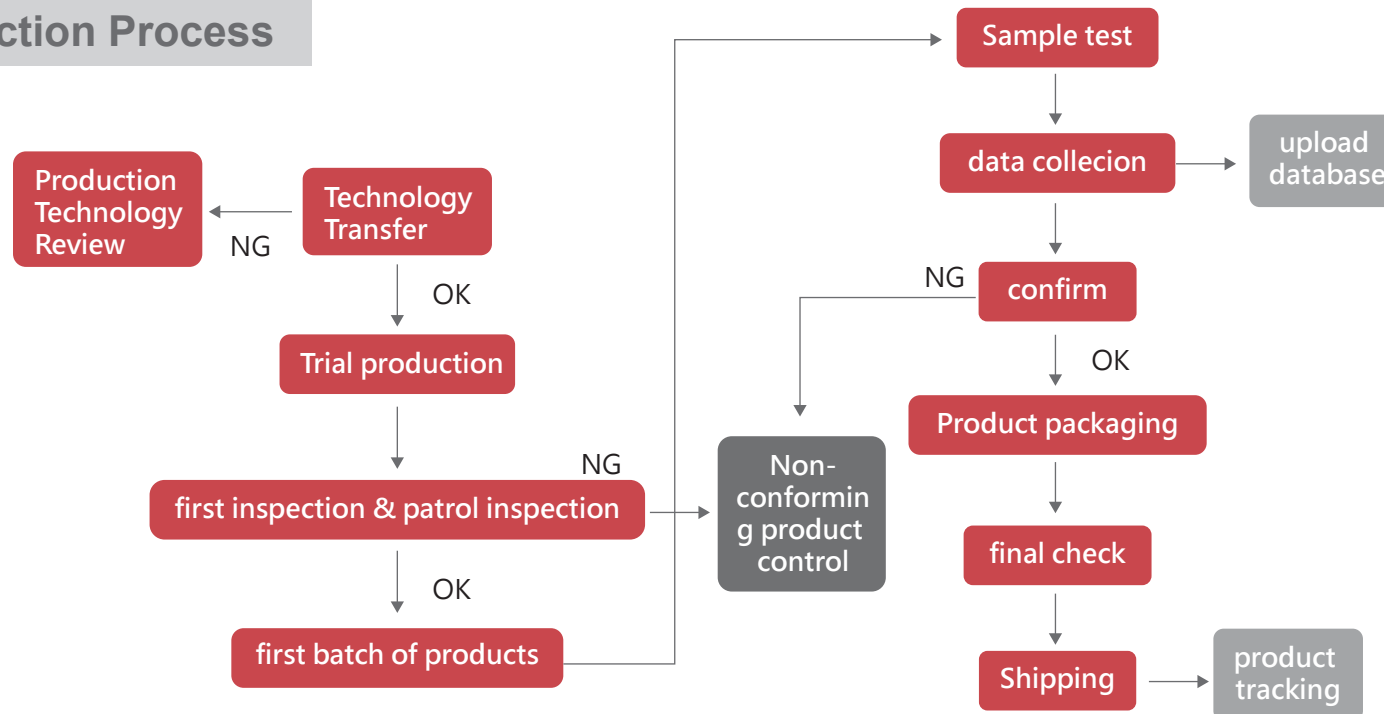 ction Process
Production
Technology
Review
NG
Technology
Transfer
OK
Trial production
NG
first inspection & patrol inspection
OK
first batch of products
Non-
conformin
g product
control
Sample test
data collecion
upload
database
NG
confirm
OK
Product packaging
final check
Shipping
product
tracking